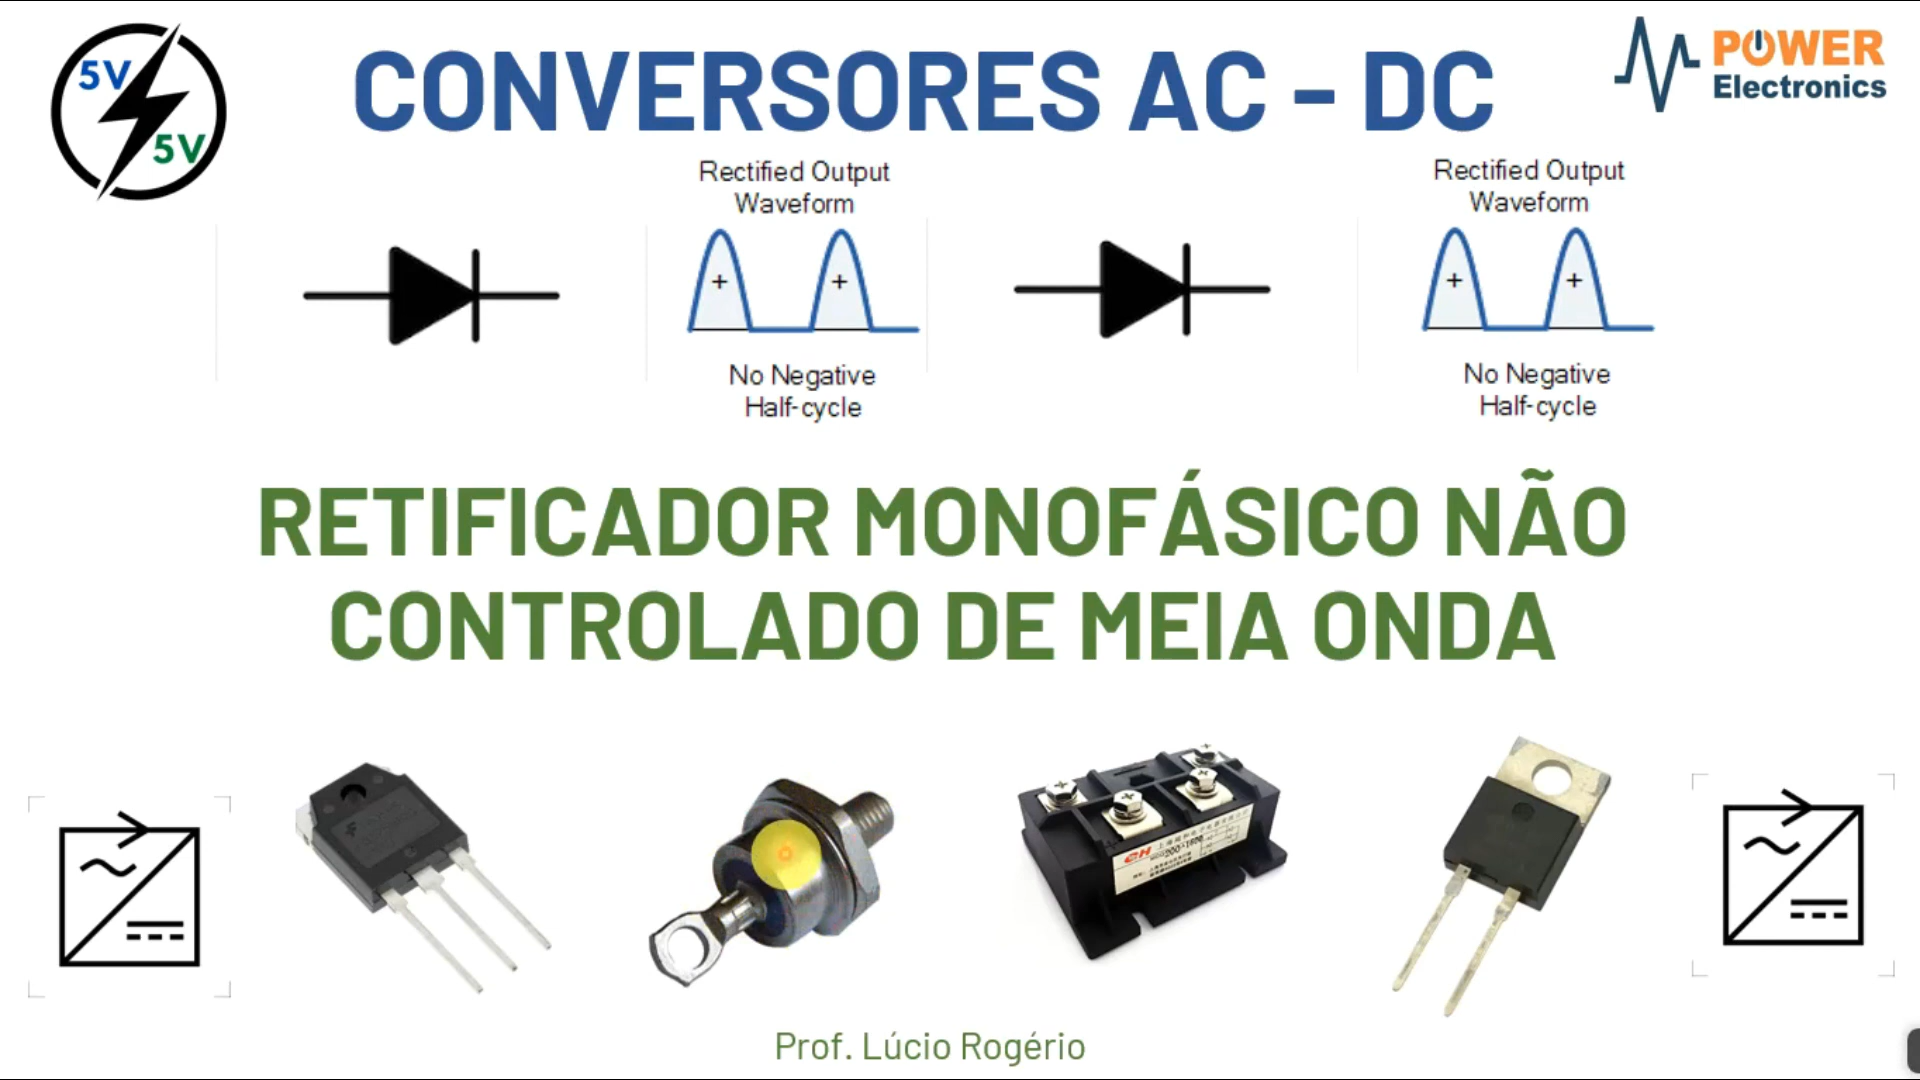 5V
5V
CONVERSORES AC - DC
POWER
Electronics
Rectified Output
Waveform
+
+
No Negative
Half-cycle
Rectified Output
Waveform
+
+
No Negative
Half-cycle
RETIFICADOR MONOFÁSICO NÃO
CONTROLADO DE MEIA ONDA
Prof. Lúcio Rogério